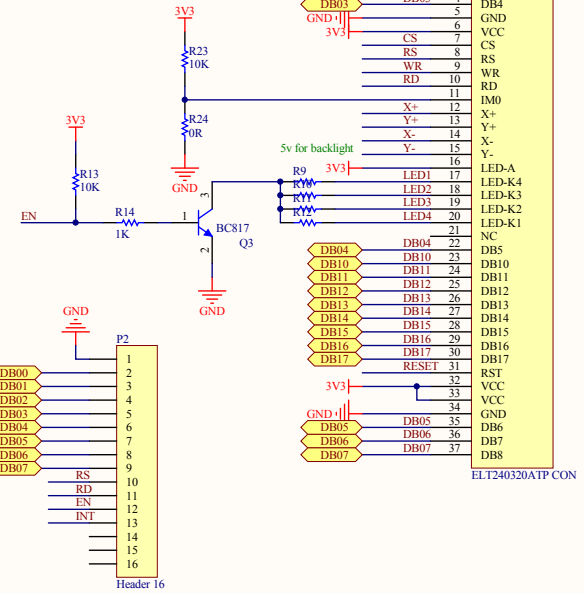 DB03
4
DB4
GND
5
GND
3V3
6
VCC
CS
7
CS
RS
8
RS
WR
9
WR
RD
10
RD
11
IM0
X+
12
X+
Y+
13
Y+
X-
14
X-
5v for backlight
Y-
15
Y-
3V3
16
LED-A
R9
LED1
17
LED-K4
R10
LED2
18
LED-K3
R11
LED3
19
LED-K2
R12
LED4
20
LED-K1
21
NC
DB04
DB04
22
DB5
DB10
DB10
23
DB10
DB11
DB11
24
DB11
DB12
DB12
25
DB12
DB13
DB13
26
DB13
DB14
DB14
27
DB14
DB15
DB15
28
DB15
DB16
DB16
29
DB16
DB17
DB17
30
DB17
RESET
31
RST
3V3
32
VCC
33
VCC
GND
34
GND
DB05
DB05
35
DB6
DB06
DB06
36
DB7
DB07
DB07
37
DB8
ELT240320ATP CON
3V3
R23
10K
R24
0R
GND
3V3
R13
10K
EN
R14
1K
1
3
2
BC817
Q3
GND
GND
P2
1
DB00
2
DB01
3
DB02
4
DB03
5
DB04
6
DB05
7
DB06
8
DB07
9
RS
10
RD
11
EN
12
INT
13
14
15
16
Header 16